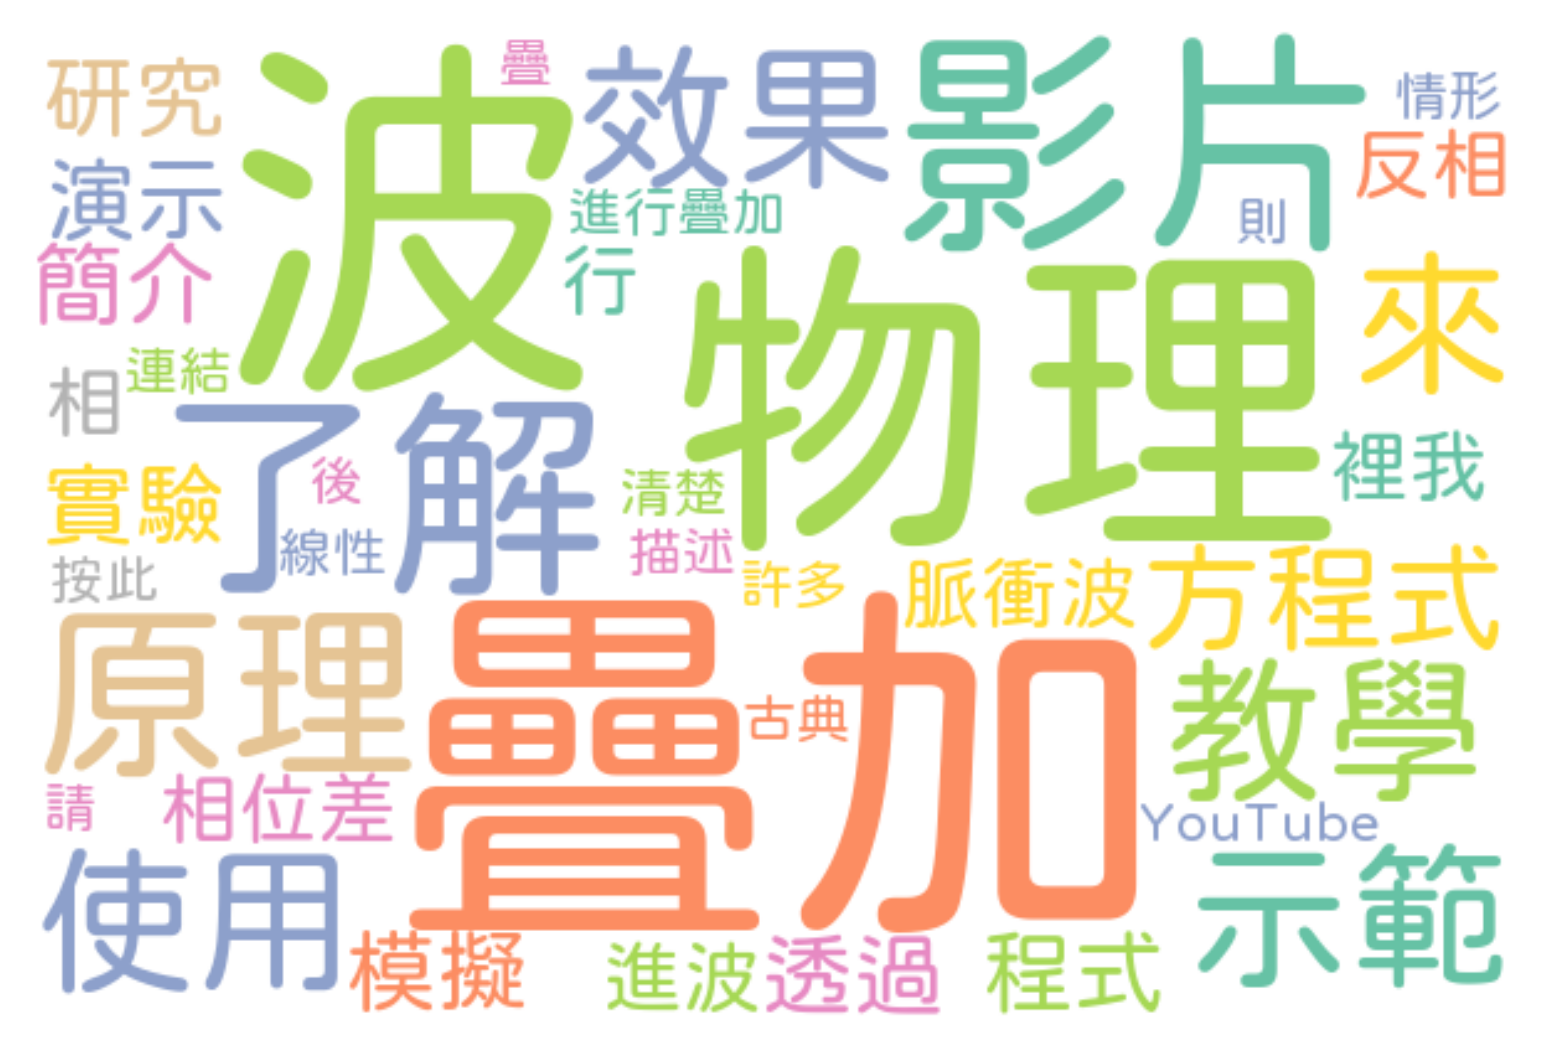 研究
波
疊
效果
影片
情形
演示
進行疊加
則
反相
簡介
行
物理
來
相
連結
了解
後
清楚
裡我
實驗
線性
描述
按此
許多
脈衝波
方程式
原理
疊加
古典
教學
請
相位差
YouTube
使用
模擬
進波
透過
程式
示範